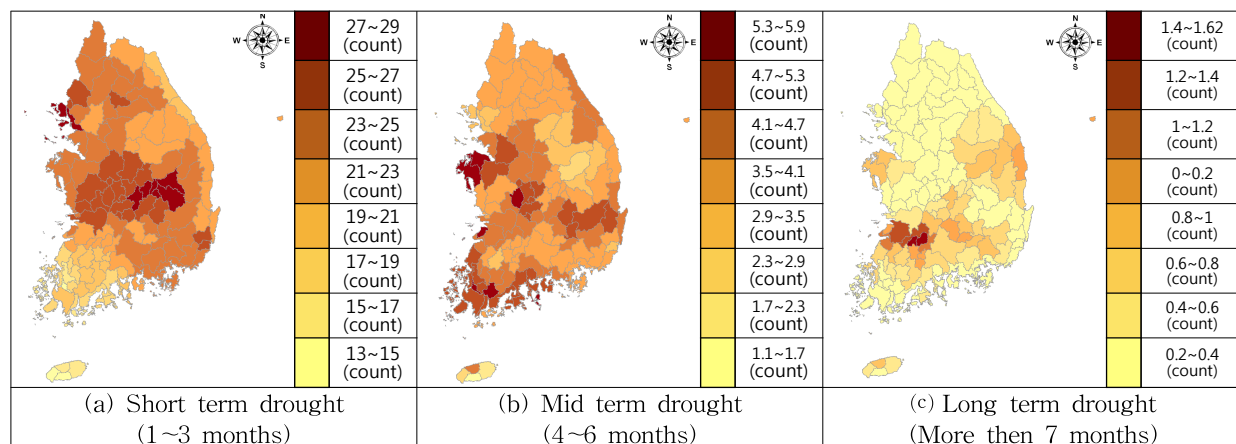 N
W E
S
27~29
(count)
25~27
(count)
23~25
(count)
21~23
(count)
19~21
(count)
17~19
(count)
15~17
(count)
13~15
(count)
(a) Short term drought
(1~3 months)
N
W E
S
5.3~5.9
(count)
4.7~5.3
(count)
4.1~4.7
(count)
3.5~4.1
(count)
2.9~3.5
(count)
2.3~2.9
(count)
1.7~2.3
(count)
1.1~1.7
(count)
(b) Mid term drought
(4~6 months)
N
W E
S
1.4~1.62
(count)
1.2~1.4
(count)
1~1.2
(count)
0~0.2
(count)
0.8~1
(count)
0.6~0.8
(count)
0.4~0.6
(count)
0.2~0.4
(count)
(c) Long term drought
(More then 7 months)